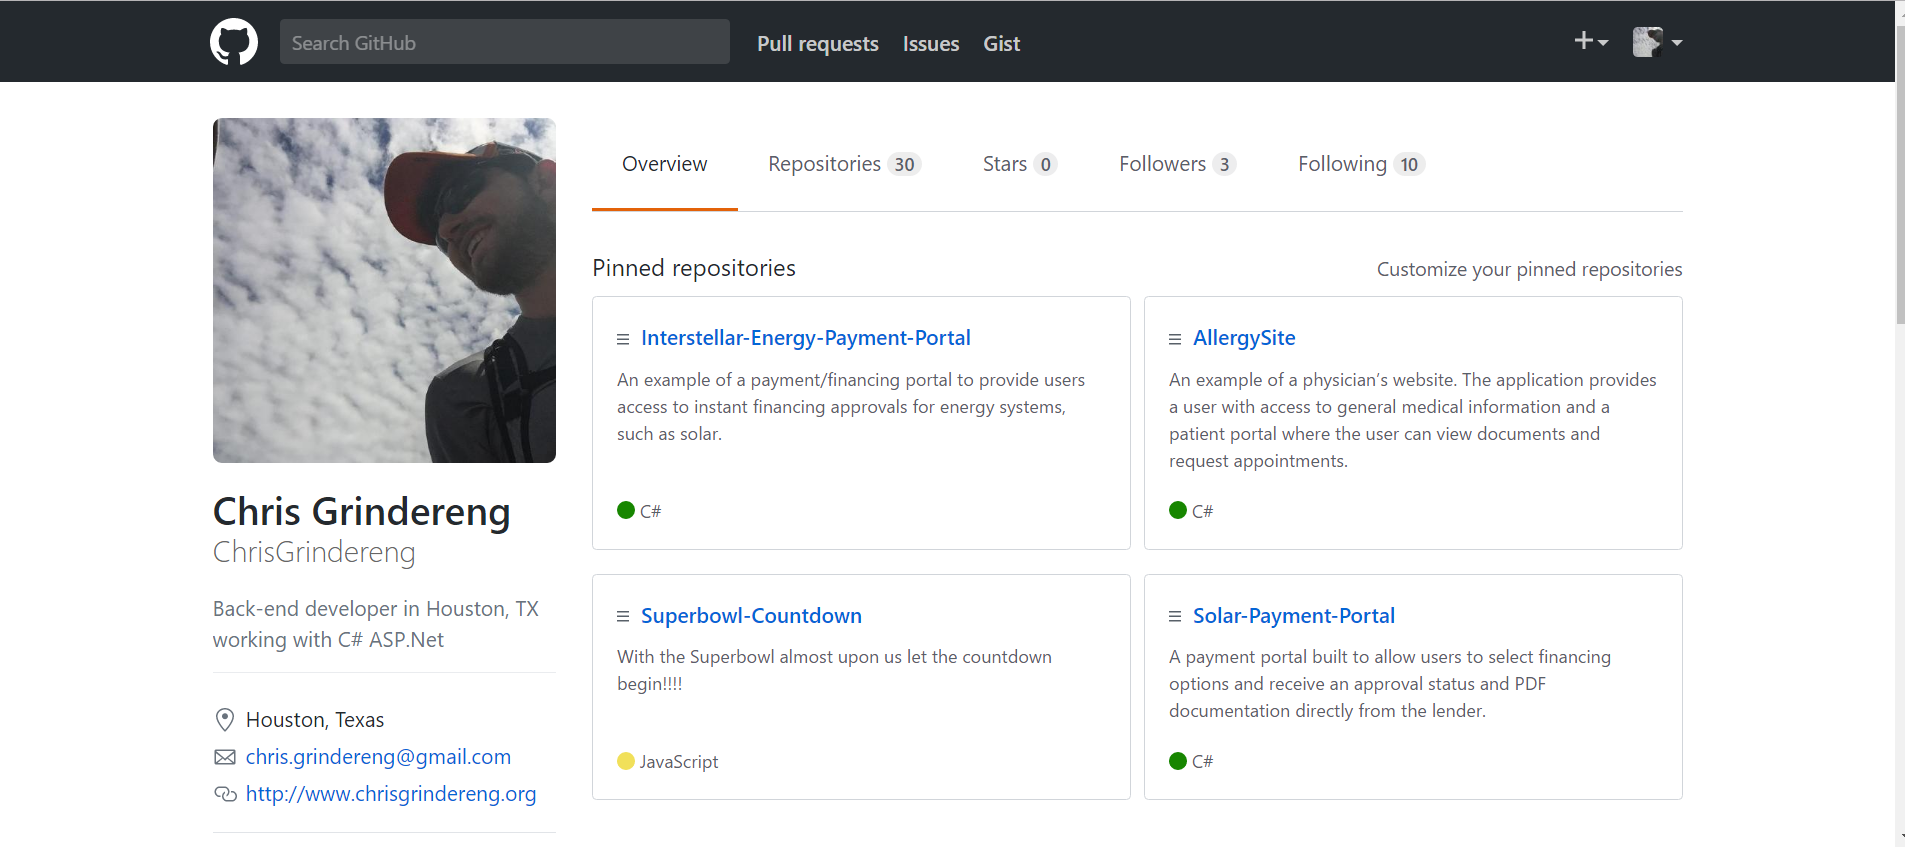 Search GitHub
Pull requests Issues Gist
Overview Repositories 30 Stars 0 Followers 3 Following 10
Pinned repositories
Customize your pinned repositories
Interstellar-Energy-Payment-Portal
An example of a payment/financing portal to provide users
access to instant financing approvals for energy systems,
such as solar.
C#
AllergySite
An example of a physician’s website. The application provides
a user with access to general medical information and a
patient portal where the user can view documents and
request appointments.
C#
Superbowl-Countdown
With the Superbowl almost upon us let the countdown
begin!!!!
JavaScript
Solar-Payment-Portal
A payment portal built to allow users to select financing
options and receive an approval status and PDF
documentation directly from the lender.
C#
Chris Grindereng
ChrisGrindereng
Back-end developer in Houston, TX
working with C# ASP.Net
Houston, Texas
chris.grindereng@gmail.com
http://www.chrisgrindereng.org